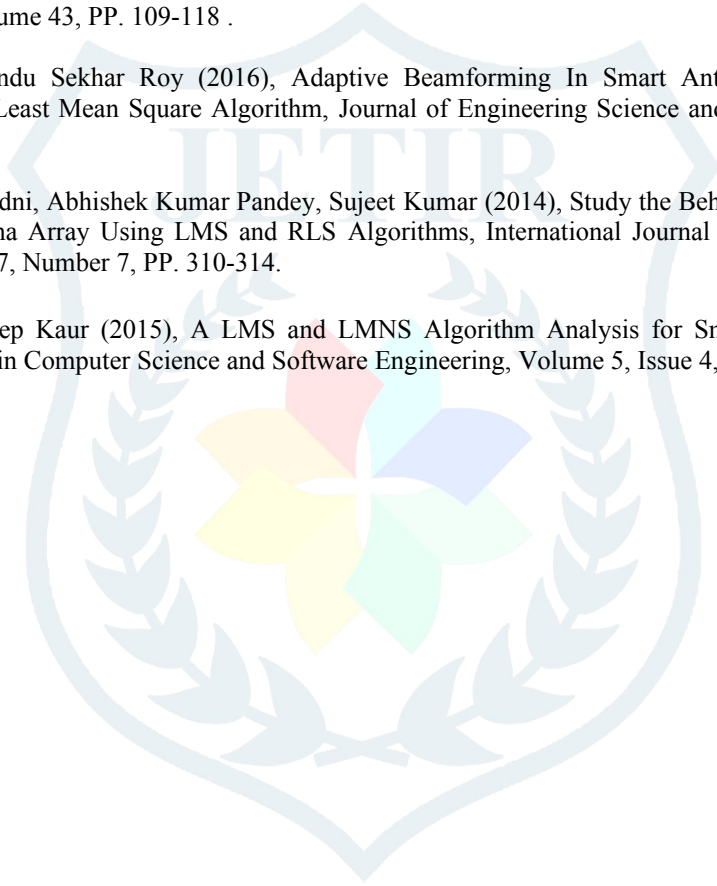 ume 43, PP. 109-118 .
ndu Sekhar Roy (2016), Adaptive Beamforming In Smart Ant
Least Mean Square Algorithm, Journal of Engineering Science and
JETIR
dni, Abhishek Kumar Pandey, Sujeet Kumar (2014), Study the Beh
na Array Using LMS and RLS Algorithms, International Journal
7, Number 7, PP. 310-314.
ep Kaur (2015), A LMS and LMNS Algorithm Analysis for Sm
in Computer Science and Software Engineering, Volume 5, Issue 4,